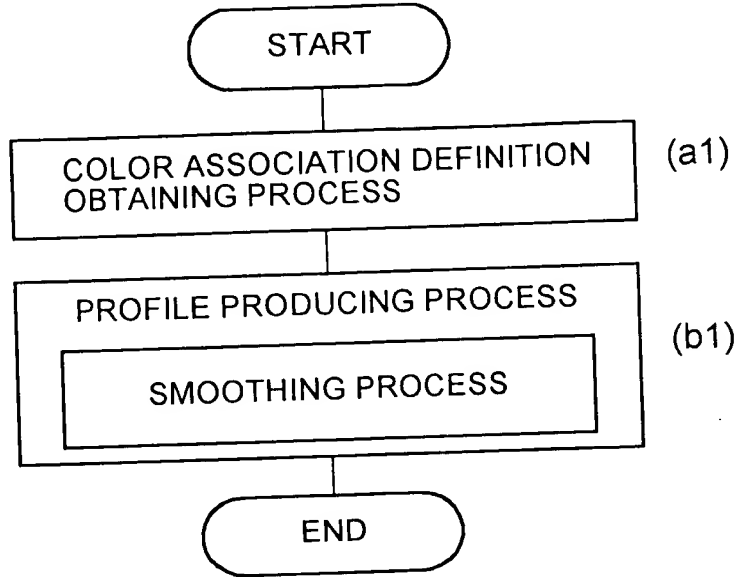 START
COLOR ASSOCIATION DEFINITION
OBTAINING PROCESS
(a1)
PROFILE PRODUCING PROCESS
(b1)
SMOOTHING PROCESS
END